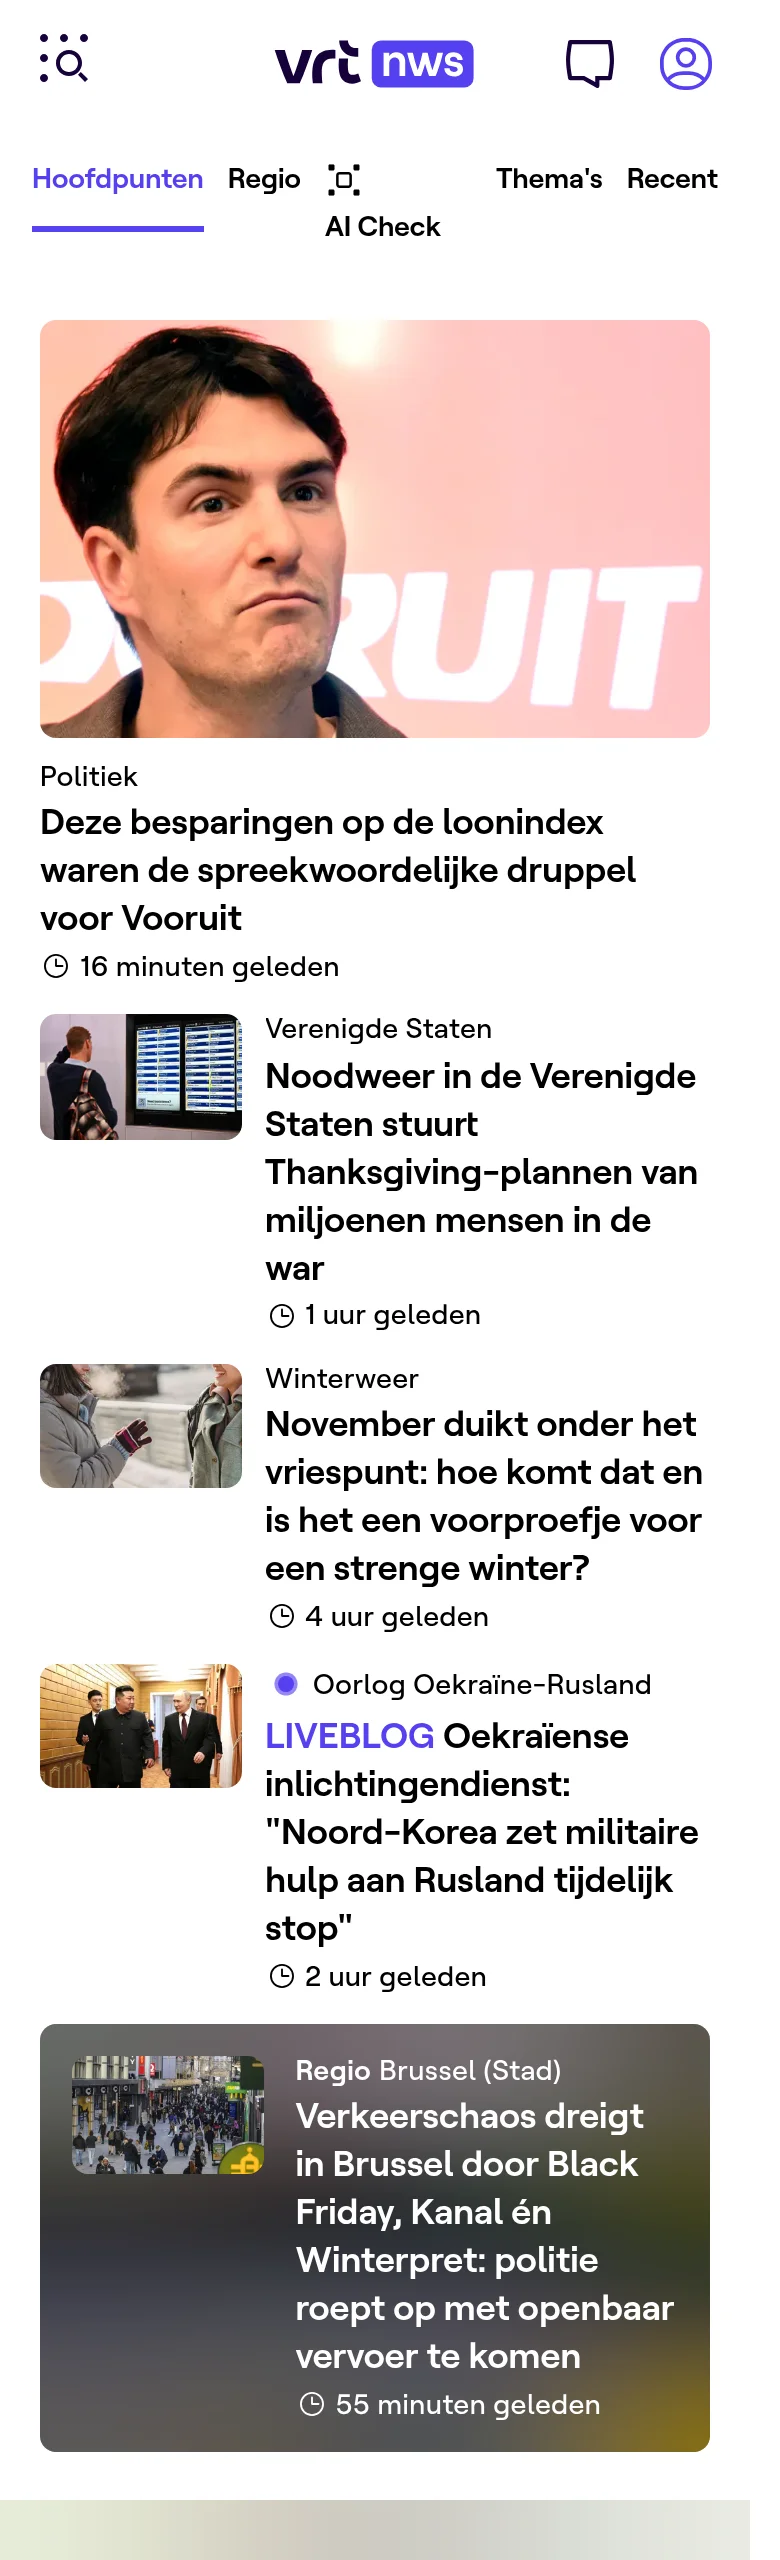 vrt nws
Hoofdpunten
Regio
AI Check
Thema's
Recent
RUIT
Politiek
Deze besparingen op de loonindex
waren de spreekwoordelijke druppel
voor Vooruit
16 minuten geleden
Verenigde Staten
Noodweer in de Verenigde
Staten stuurt
Thanksgiving-plannen van
miljoenen mensen in de
war
1 uur geleden
Winterweer
November duikt onder het
vriespunt: hoe komt dat en
is het een voorproefje voor
een strenge winter?
4 uur geleden
Oorlog Oekraïne-Rusland
LIVEBLOG Oekraïense
inlichtingendienst:
"Noord-Korea zet militaire
hulp aan Rusland tijdelijk
stop"
2 uur geleden
Regio Brussel (Stad)
Verkeerschaos dreigt
in Brussel door Black
Friday, Kanal én
Winterpret: politie
roept op met openbaar
vervoer te komen
55 minuten geleden